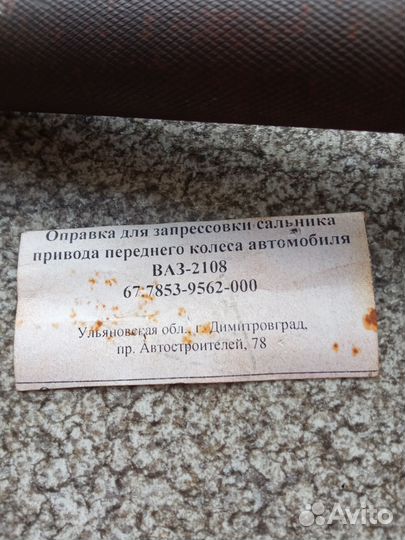 Оправка для запрессовки сальника
привода переднего колеса автомобиля
ВАЗ-2108
67.7853-9562-000
Ульяновская обл., г. Димитровград,
пр. Автостроителей, 78
Avito